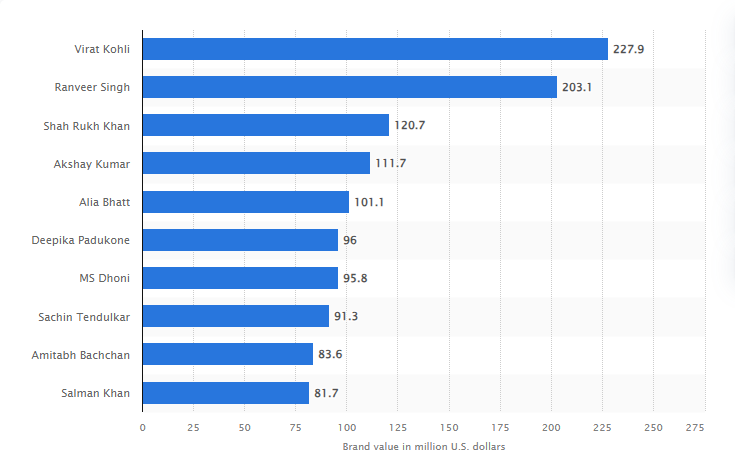 Virat Kohli 227.9
Ranveer Singh 203.1
Shah Rukh Khan 120.7
Akshay Kumar 111.7
Alia Bhatt 101.1
Deepika Padukone 96
MS Dhoni 95.8
Sachin Tendulkar 91.3
Amitabh Bachchan 83.6
Salman Khan 81.7
0 25 50 75 100 125 150 175 200 225 250 275
Brand value in million U.S. dollars